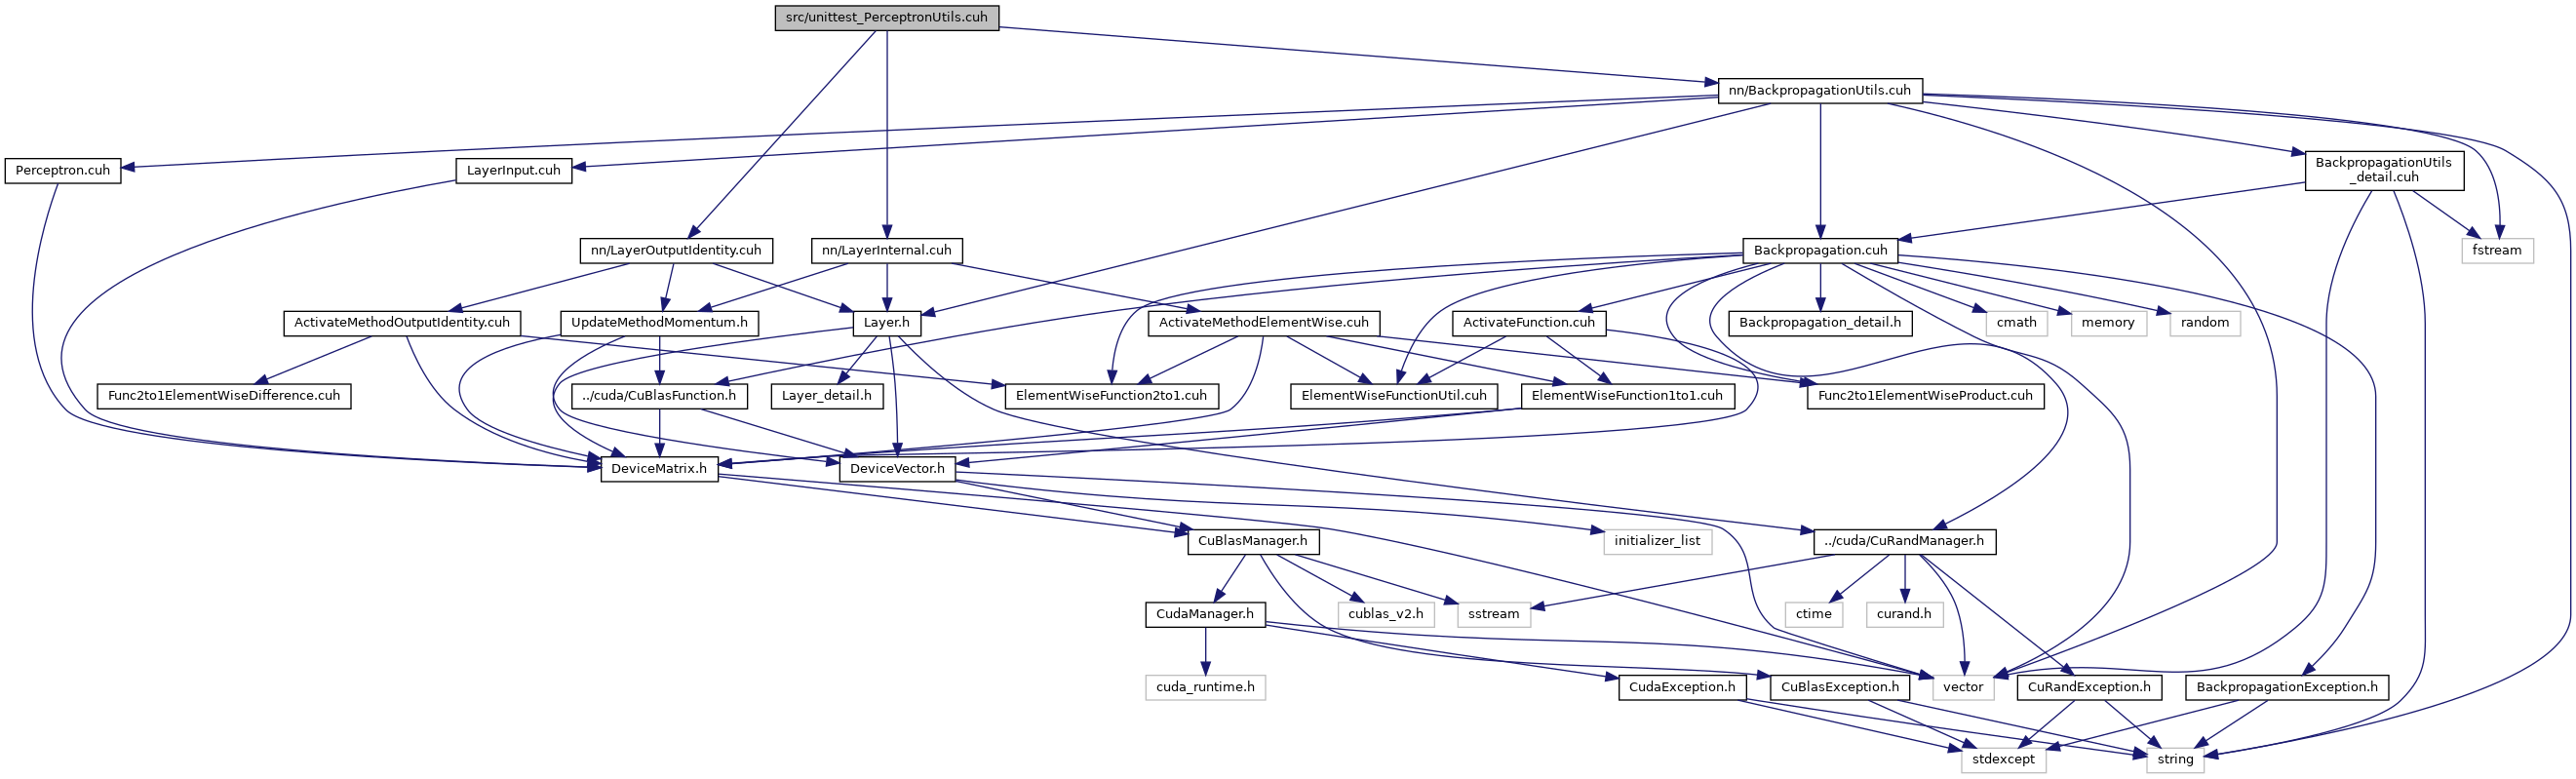 src/unittest_PerceptronUtils.cuh
nn/BackpropagationUtils.cuh
Perceptron.cuh
LayerInput.cuh
BackpropagationUtils
_detail.cuh
nn/LayerOutputIdentity.cuh
nn/LayerInternal.cuh
Backpropagation.cuh
fstream
ActivateMethodOutputIdentity.cuh
UpdateMethodMomentum.h
Layer.h
ActivateMethodElementWise.cuh
ActivateFunction.cuh
Backpropagation_detail.h
cmath
memory
random
Func2to1ElementWiseDifference.cuh
../cuda/CuBlasFunction.h
Layer_detail.h
ElementWiseFunction2to1.cuh
ElementWiseFunctionUtil.cuh
ElementWiseFunction1to1.cuh
Func2to1ElementWiseProduct.cuh
DeviceMatrix.h
DeviceVector.h
CuBlasManager.h
initializer_list
../cuda/CuRandManager.h
CudaManager.h
cublas_v2.h
sstream
ctime
curand.h
cuda_runtime.h
CudaException.h
CuBlasException.h
vector
CuRandException.h
BackpropagationException.h
stdexcept
string